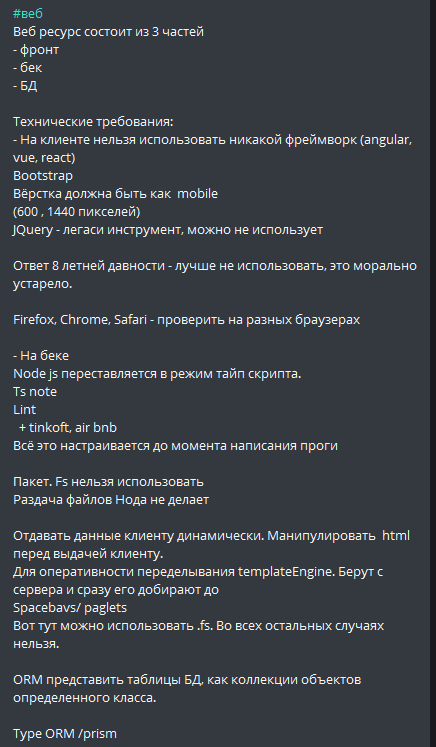 #веб
Веб ресурс состоит из 3 частей
- фронт
- бек
- БД
Технические требования:
- На клиенте нельзя использовать никакой фреймворк (angular,
vue, react)
Bootstrap
Вёрстка должна быть как  mobile
(600 , 1440 пикселей)
JQuery - легаси инструмент, можно не использует
Ответ 8 летней давности - лучше не использовать, это морально
устарело.
Firefox, Chrome, Safari - проверить на разных браузерах
- На беке
Node js переставляется в режим тайп скрипта.
Ts note
Lint
+ tinkoft, air bnb
Всё это настраивается до момента написания проги
Пакет. Fs нельзя использовать
Раздача файлов Нода не делает
Отдавать данные клиенту динамически. Манипулировать  html
перед выдачей клиенту.
Для оперативности переделывания templateEngine. Берут с
сервера и сразу его добирают до
Spacebavs/ paglets
Вот тут можно использовать .fs. Во всех остальных случаях
нельзя.
ORM представить таблицы БД, как коллекции объектов
определенного класса.
Type ORM /prism